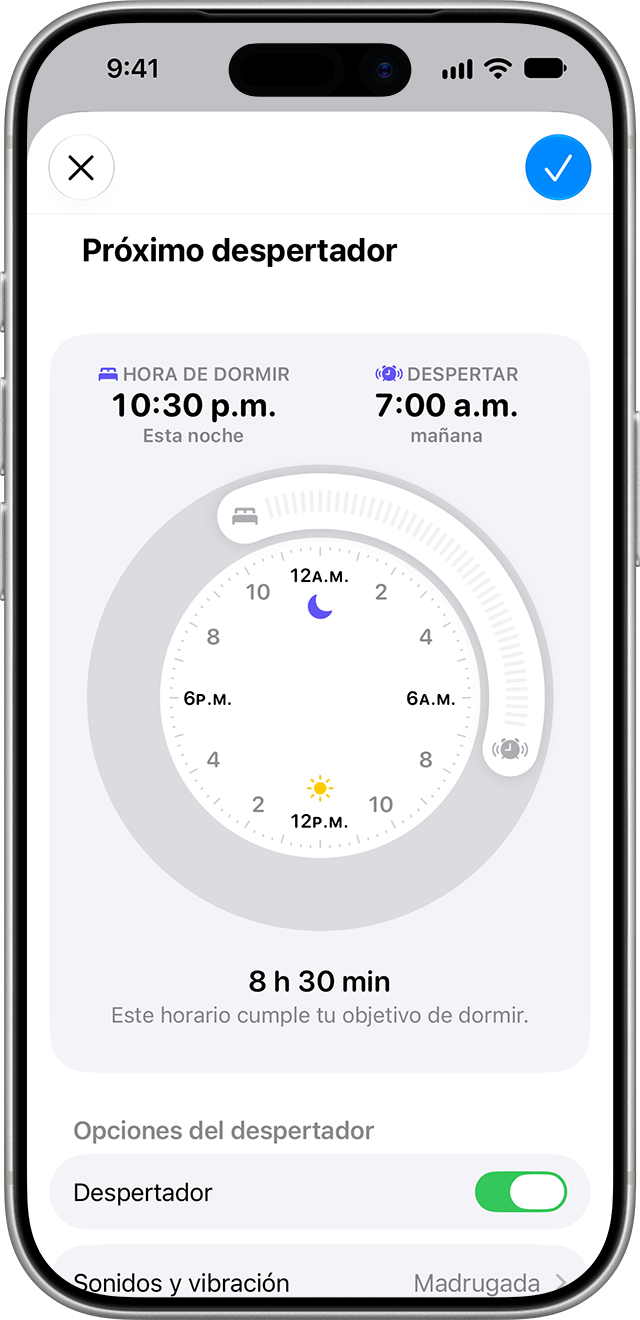 9:41
Próximo despertador
HORA DE DORMIR
DESPERTAR
10:30 p.m.
7:00 a.m.
Esta noche
mañana
12A.M.
10
2
8
4
6P.M.
6A.M.
4
8
2
10
12P.M.
8 h 30 min
Este horario cumple tu objetivo de dormir.
Opciones del despertador
Despertador
Sonidos y vibración
Madrugada